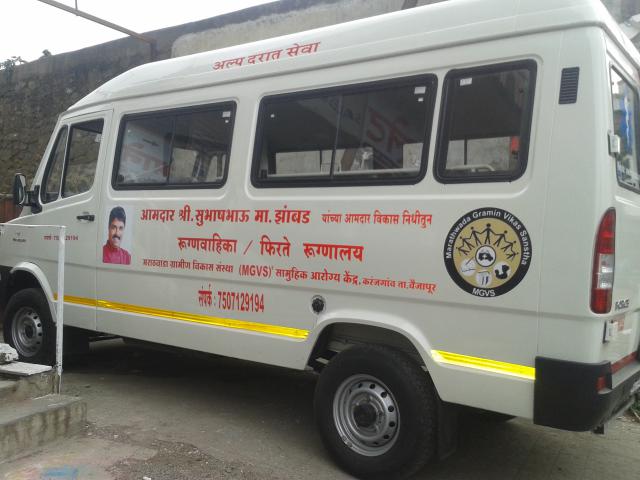 अल्प दरात सेवा
आमदार श्री. सुभाषभाऊ मा. झांबड यांच्या आमदार विकास निधीतुन
रूग्णवाहिका / फिरते रूग्णालय
मराठवाडा ग्रामीण विकास संस्था (MGVS) सामुहिक आरोग्य केंद्र, करंजगांव ता. वैजापूर
संपर्क : 7507129194
Marathwada Gramin Vikas Sanstha
MGVS